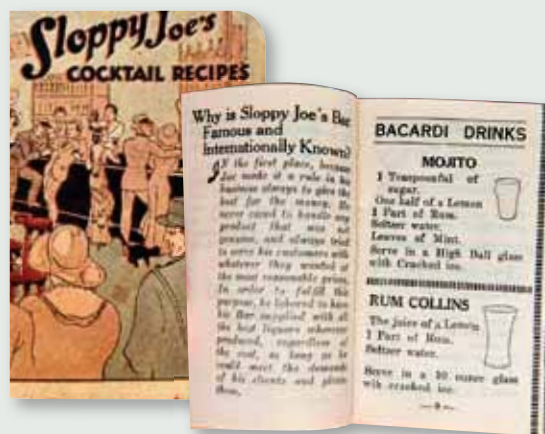 Sloppy Joe's
COCKTAIL RECIPES
Why is Sloppy Joe's Bar
Famous and
Internationally Known?
IN the first place, because
Joe made it a rule in his
business always to give the
best for the money. He
never cared to handle any
product that was not
genuine, and always tried
to serve his customers with
whatever they wanted at
the most reasonable prices.
In order to fulfill this
purpose, he labored to have
his Bar supplied with all
the best liquors wherever
produced, regardless of
the cost, as long as he
could meet the demands
of his clients and please
them.
BACARDI DRINKS
MOJITO
1 Teaspoonful of
sugar.
One half of a Lemon
1 Part of Rum.
Seltzer water.
Leaves of Mint.
Serve in a High Ball glass
with Cracked ice.
RUM COLLINS
The juice of a Lemon
1 Part of Rum.
Seltzer water.
Serve in a 10 ounce glass
with cracked ice.
— 9 —